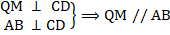 QM ⊥ CD
AB ⊥ CD} ⟹ QM // AB